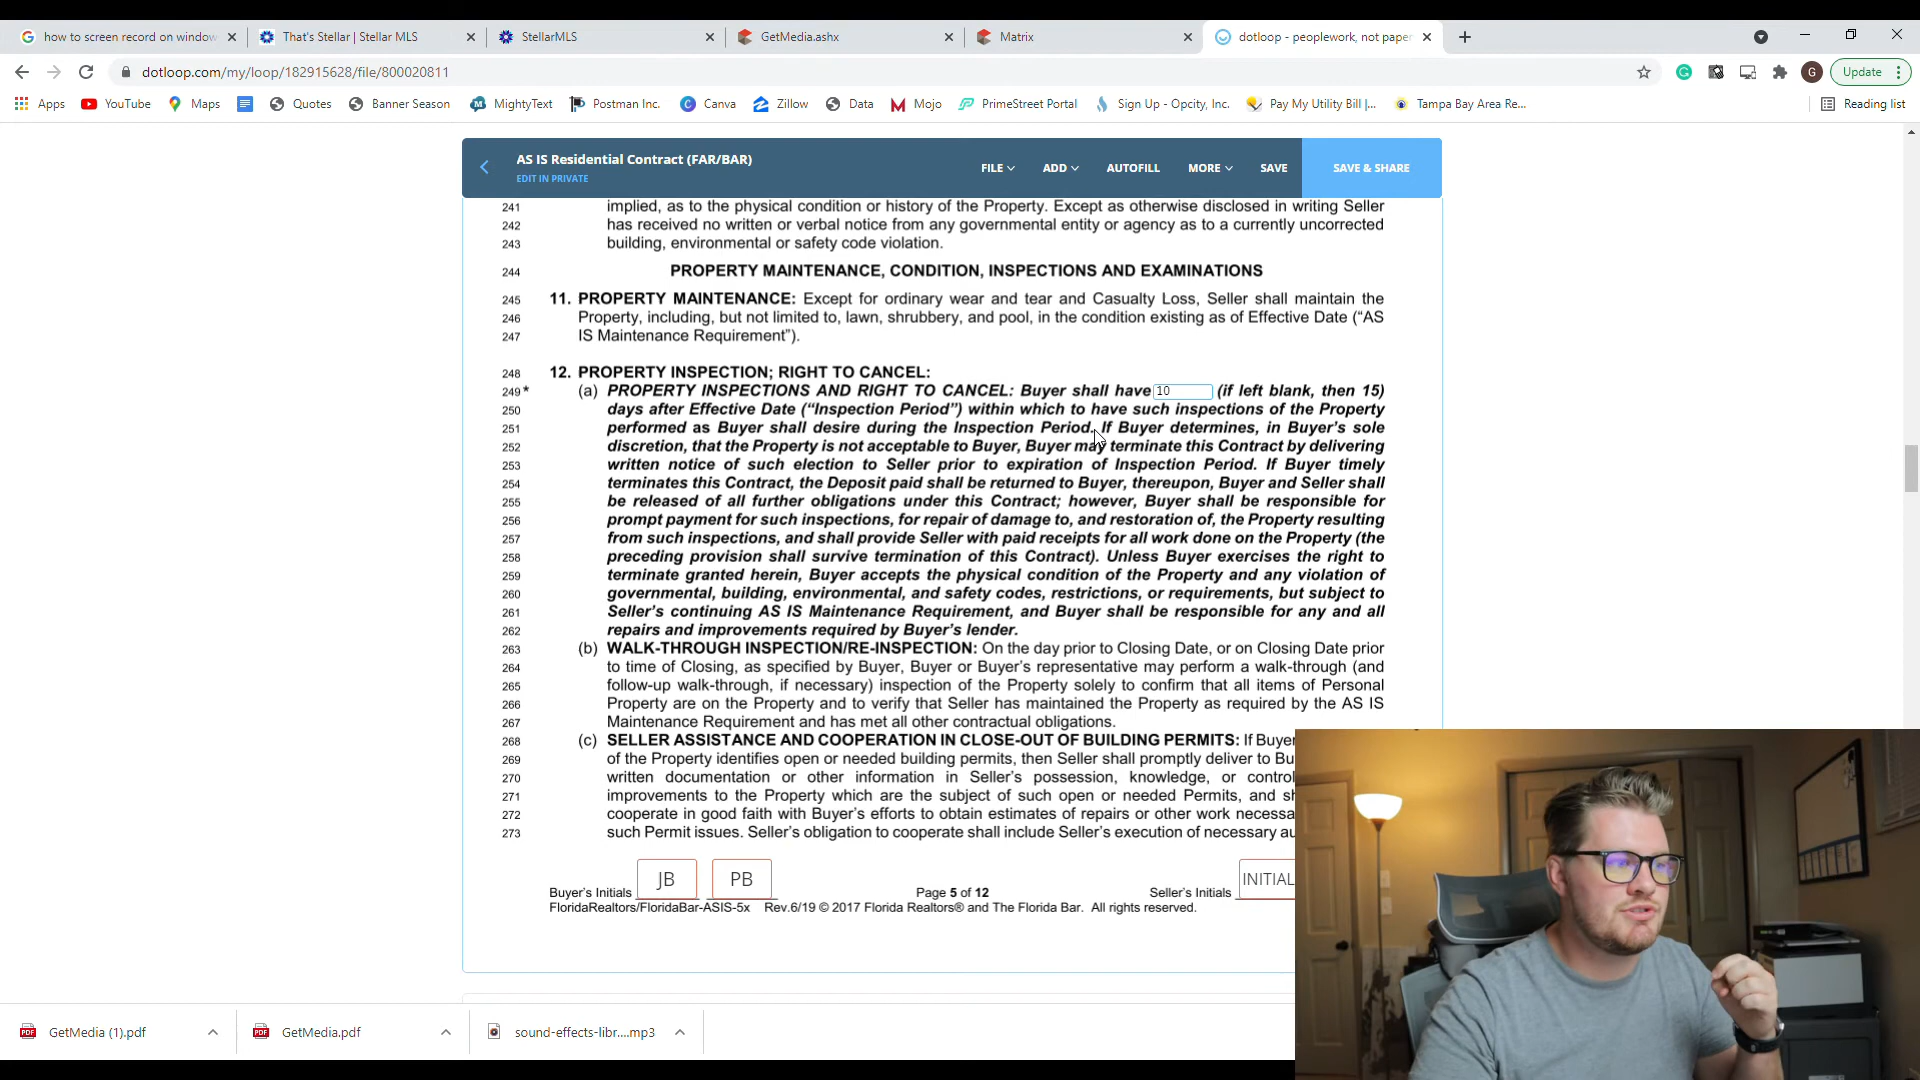 how to screen record on window
That's Stellar | Stellar MLS
StellarMLS
GetMedia.ashx
Matrix
dotloop - peoplework, not paper
dotloop.com/my/loop/182915628/file/800020811
G
Update
Apps
YouTube
Maps
Quotes
Banner Season
MightyText
Postman Inc.
Canva
Zillow
Data
Mojo
PrimeStreet Portal
Sign Up - Opcity, Inc.
Pay My Utility Bill |...
Tampa Bay Area Re...
Reading list
AS IS Residential Contract (FAR/BAR)
EDIT IN PRIVATE
FILE
ADD
AUTOFILL
MORE
SAVE
SAVE & SHARE
241 implied, as to the physical condition or history of the Property. Except as otherwise disclosed in writing Seller
242 has received no written or verbal notice from any governmental entity or agency as to a currently uncorrected
243 building, environmental or safety code violation.
244 PROPERTY MAINTENANCE, CONDITION, INSPECTIONS AND EXAMINATIONS
245 11. PROPERTY MAINTENANCE: Except for ordinary wear and tear and Casualty Loss, Seller shall maintain the
246 Property, including, but not limited to, lawn, shrubbery, and pool, in the condition existing as of Effective Date (“AS
247 IS Maintenance Requirement”).
248 12. PROPERTY INSPECTION; RIGHT TO CANCEL:
249* (a) PROPERTY INSPECTIONS AND RIGHT TO CANCEL: Buyer shall have 10 (if left blank, then 15)
250 days after Effective Date (“Inspection Period”) within which to have such inspections of the Property
251 performed as Buyer shall desire during the Inspection Period. If Buyer determines, in Buyer’s sole
252 discretion, that the Property is not acceptable to Buyer, Buyer may terminate this Contract by delivering
253 written notice of such election to Seller prior to expiration of Inspection Period. If Buyer timely
254 terminates this Contract, the Deposit paid shall be returned to Buyer, thereupon, Buyer and Seller shall
255 be released of all further obligations under this Contract; however, Buyer shall be responsible for
256 prompt payment for such inspections, for repair of damage to, and restoration of, the Property resulting
257 from such inspections, and shall provide Seller with paid receipts for all work done on the Property (the
258 preceding provision shall survive termination of this Contract). Unless Buyer exercises the right to
259 terminate granted herein, Buyer accepts the physical condition of the Property and any violation of
260 governmental, building, environmental, and safety codes, restrictions, or requirements, but subject to
261 Seller’s continuing AS IS Maintenance Requirement, and Buyer shall be responsible for any and all
262 repairs and improvements required by Buyer’s lender.
263 (b) WALK-THROUGH INSPECTION/RE-INSPECTION: On the day prior to Closing Date, or on Closing Date prior
264 to time of Closing, as specified by Buyer, Buyer or Buyer’s representative may perform a walk-through (and
265 follow-up walk-through, if necessary) inspection of the Property solely to confirm that all items of Personal
266 Property are on the Property and to verify that Seller has maintained the Property as required by the AS IS
267 Maintenance Requirement and has met all other contractual obligations.
268 (c) SELLER ASSISTANCE AND COOPERATION IN CLOSE-OUT OF BUILDING PERMITS: If Buyer
269 of the Property identifies open or needed building permits, then Seller shall promptly deliver to Bu
270 written documentation or other information in Seller’s possession, knowledge, or control
271 improvements to the Property which are the subject of such open or needed Permits, and sh
272 cooperate in good faith with Buyer’s efforts to obtain estimates of repairs or other work necessa
273 such Permit issues. Seller’s obligation to cooperate shall include Seller’s execution of necessary au
Buyer’s Initials JB PB Page 5 of 12 Seller’s Initials INITIAL
FloridaRealtors/FloridaBar-ASIS-5x Rev.6/19 © 2017 Florida Realtors® and The Florida Bar. All rights reserved.
GetMedia (1).pdf
GetMedia.pdf
sound-effects-libr....mp3